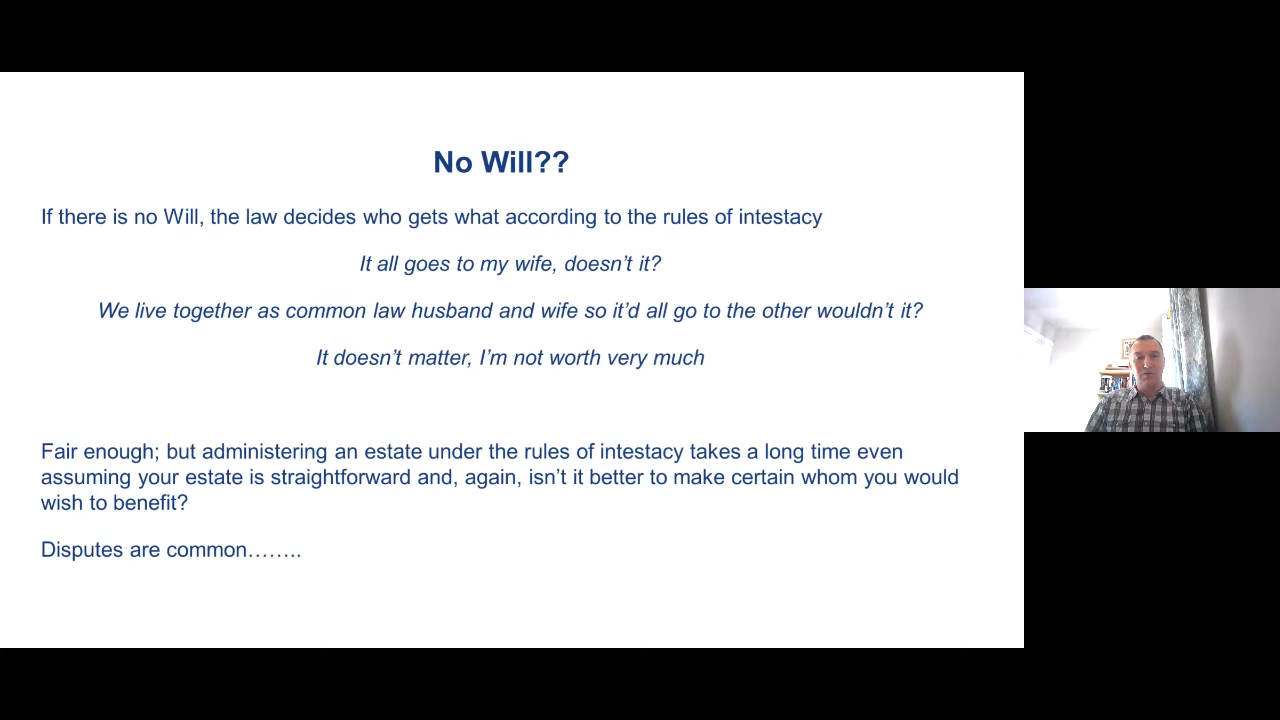 No Will??
If there is no Will, the law decides who gets what according to the rules of intestacy
It all goes to my wife, doesn’t it?
We live together as common law husband and wife so it’d all go to the other wouldn’t it?
It doesn’t matter, I’m not worth very much
Fair enough; but administering an estate under the rules of intestacy takes a long time even
assuming your estate is straightforward and, again, isn’t it better to make certain whom you would
wish to benefit?
Disputes are common……..